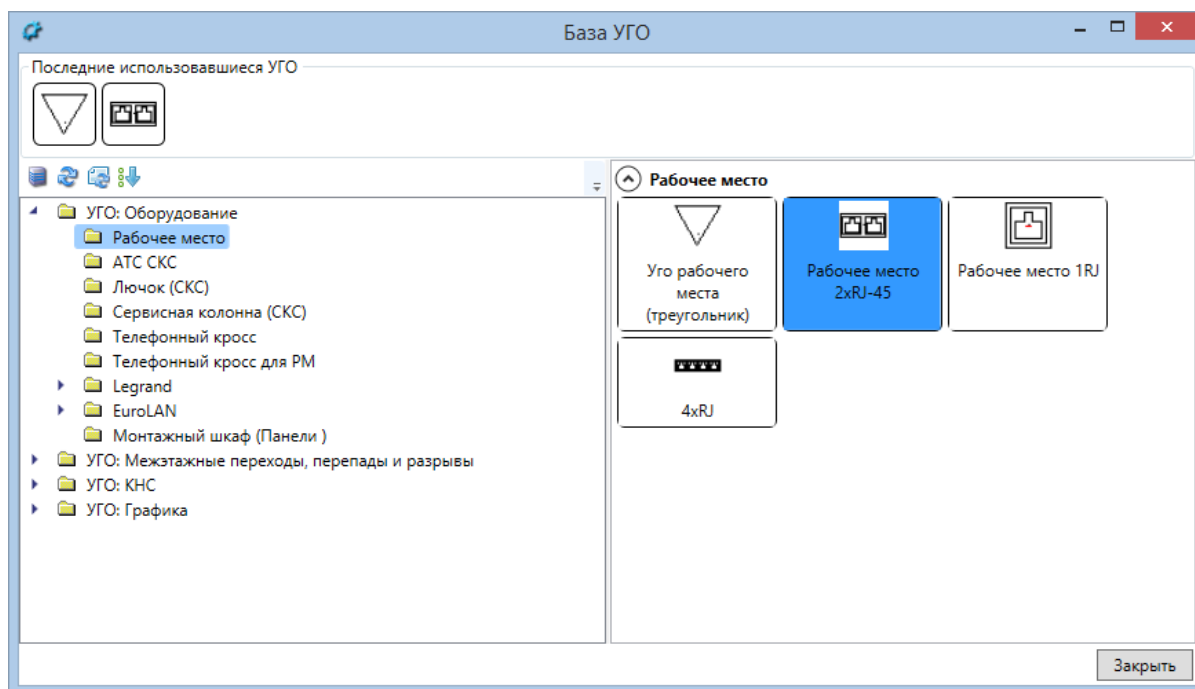 База УГО
Последние использовавшиеся УГО
УГО: Оборудование
Рабочее место
АТС СКС
Лючок (СКС)
Сервисная колонна (СКС)
Телефонный кросс
Телефонный кросс для РМ
Legrand
EuroLAN
Монтажный шкаф (Панели )
УГО: Межэтажные переходы, перепады и разрывы
УГО: КНС
УГО: Графика
Рабочее место
Уго рабочего
места
(треугольник)
Рабочее место
2xRJ-45
Рабочее место 1RJ
4xRJ
Закрыть